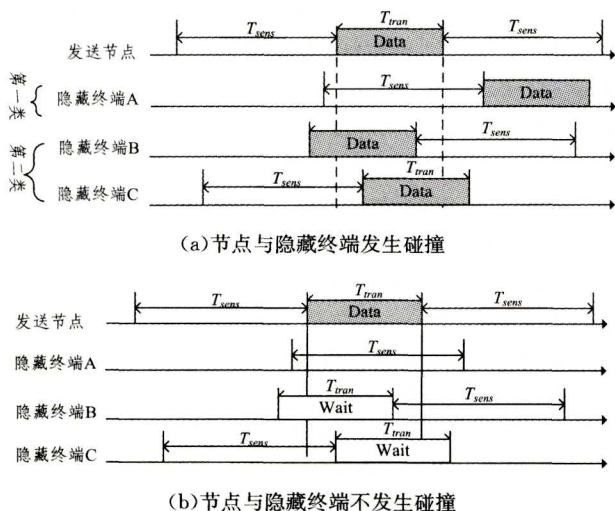 T_tran
T_sens T_sens
发送节点 Data
T_sens
第一类 隐藏终端A Data
T_sens
第二类 隐藏终端B Data
T_sens T_tran
隐藏终端C Data
(a)节点与隐藏终端发生碰撞
T_tran
T_sens T_sens
发送节点 Data
T_sens
隐藏终端A
T_tran T_sens
隐藏终端B Wait
T_sens T_tran
隐藏终端C Wait
(b)节点与隐藏终端不发生碰撞